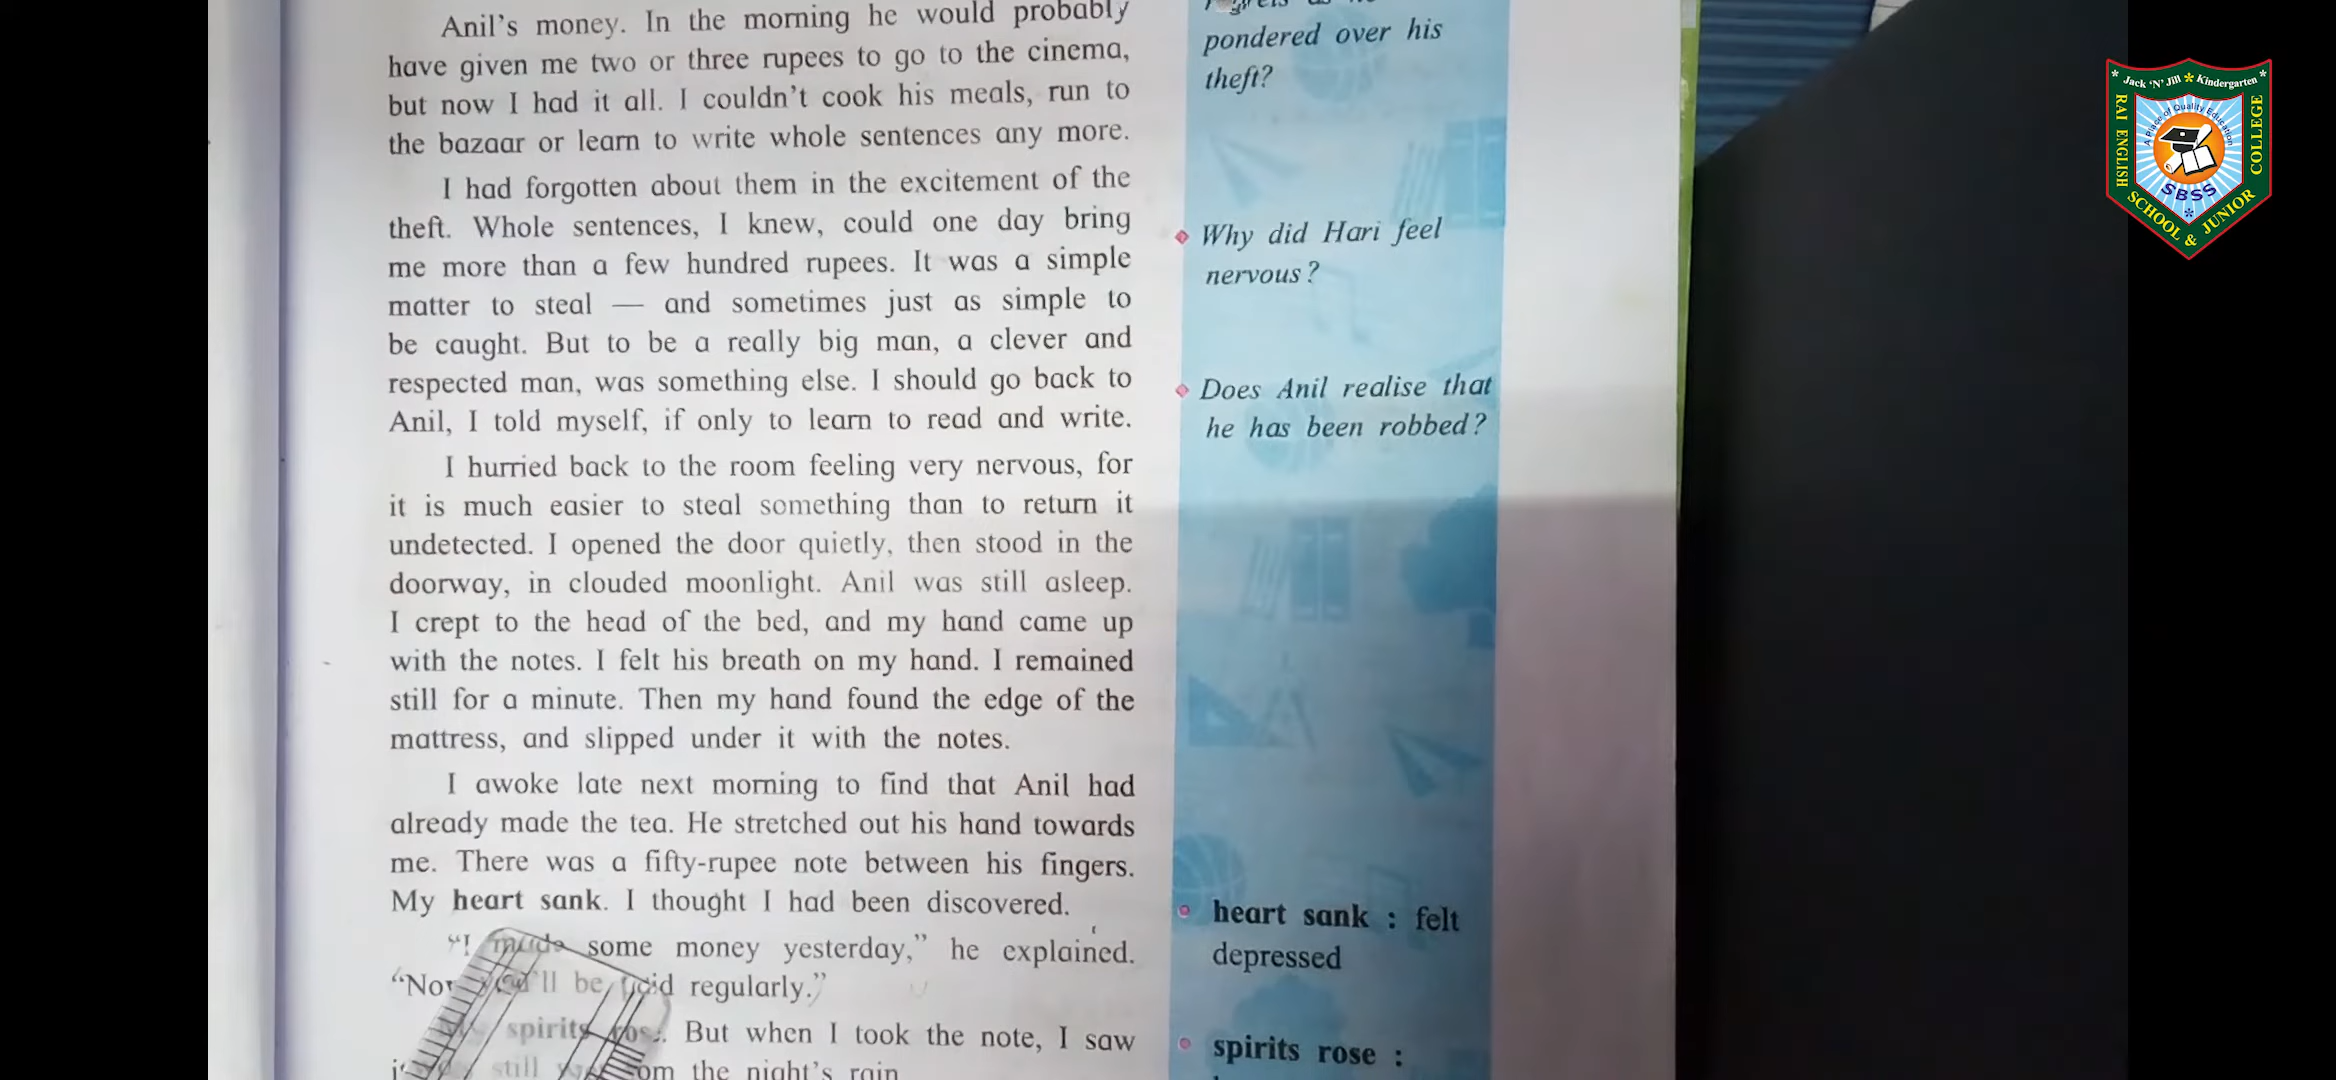 Anil's money. In the morning he would probably
have given me two or three rupees to go to the cinema,
but now I had it all. I couldn't cook his meals, run to
the bazaar or learn to write whole sentences any more.
I had forgotten about them in the excitement of the
theft. Whole sentences, I knew, could one day bring
me more than a few hundred rupees. It was a simple
matter to steal — and sometimes just as simple to
be caught. But to be a really big man, a clever and
respected man, was something else. I should go back to
Anil, I told myself, if only to learn to read and write.
I hurried back to the room feeling very nervous, for
it is much easier to steal something than to return it
undetected. I opened the door quietly, then stood in the
doorway, in clouded moonlight. Anil was still asleep.
I crept to the head of the bed, and my hand came up
with the notes. I felt his breath on my hand. I remained
still for a minute. Then my hand found the edge of the
mattress, and slipped under it with the notes.
I awoke late next morning to find that Anil had
already made the tea. He stretched out his hand towards
me. There was a fifty-rupee note between his fingers.
My heart sank. I thought I had been discovered.
"I made some money yesterday," he explained.
be paid regularly."
spirits rose. But when I took the note, I saw
still the night's rain
pondered over his
theft?
Why did Hari feel
nervous?
Does Anil realise that
he has been robbed?
heart sank : felt
depressed
spirits rose :
Jack 'N' Jill Kindergarten
RAI ENGLISH
SCHOOL & JUNIOR
COLLEGE
A Place of Quality Education
SBSS